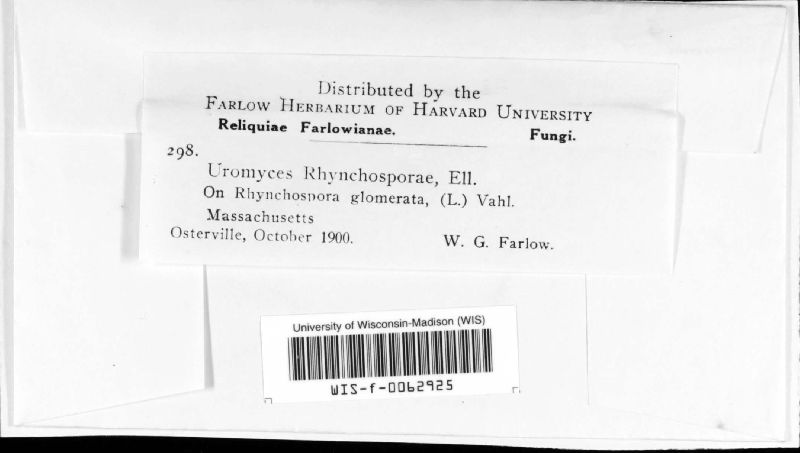 Distributed by the
FARLOW HERBARIUM OF HARVARD UNIVERSITY
Reliquiae Farlowianae. Fungi.
298.
Uromyces Rhynchosporae, Ell.
On Rhynchospora glomerata, (L.) Vahl.
Massachusetts
Osterville, October 1900. W. G. Farlow.
University of Wisconsin-Madison (WIS)
WIS-f-0062925